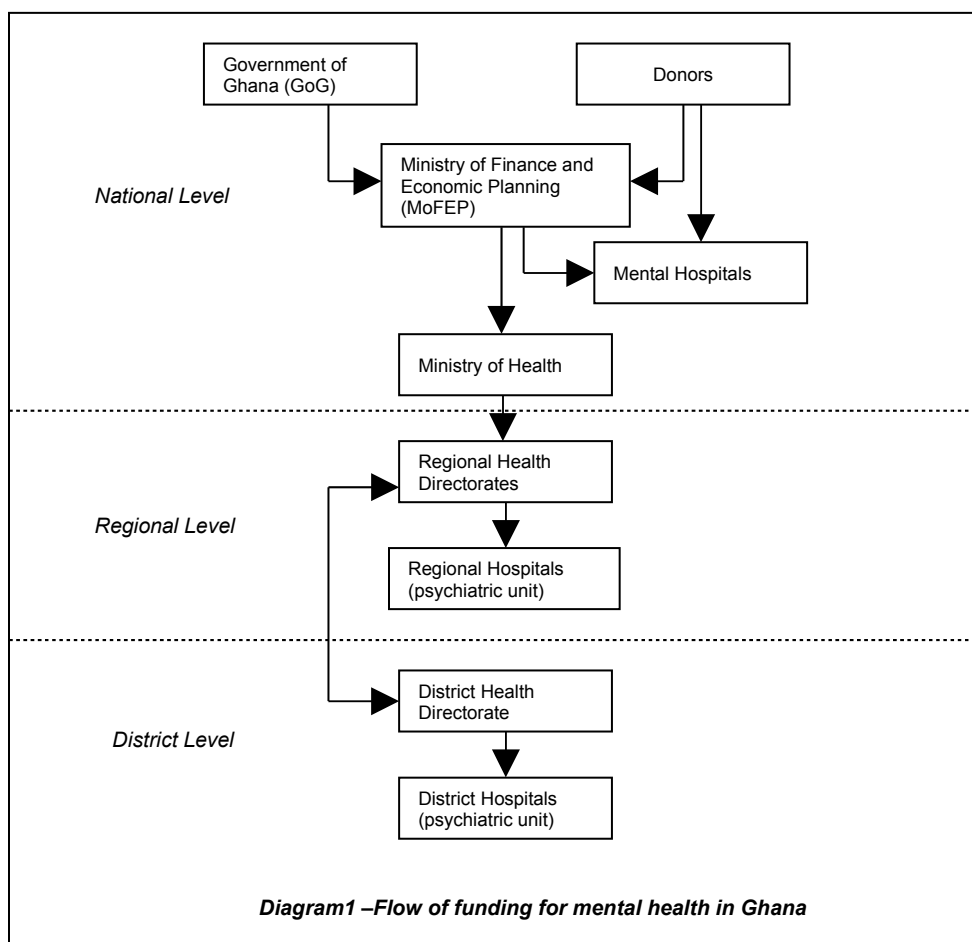 Government of
Ghana (GoG)
Donors
Ministry of Finance and
Economic Planning
(MoFEP)
National Level
Mental Hospitals
Ministry of Health
Regional Health
Directorates
Regional Level
Regional Hospitals
(psychiatric unit)
District Health
Directorate
District Level
District Hospitals
(psychiatric unit)
Diagram1 –Flow of funding for mental health in Ghana